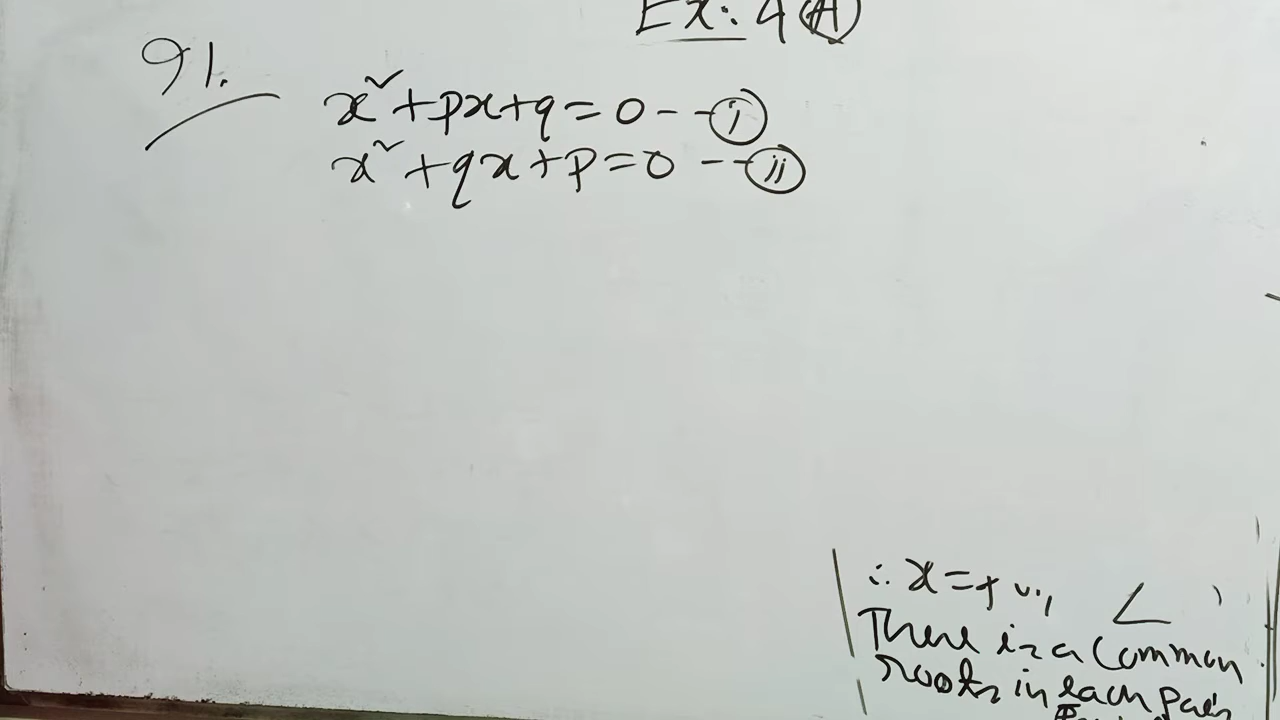 Ex: 4(A)
91.
x² + px + q = 0 -- (i)
x² + qx + p = 0 -- (ii)
∴ x = +
There is a common
roots in each pair